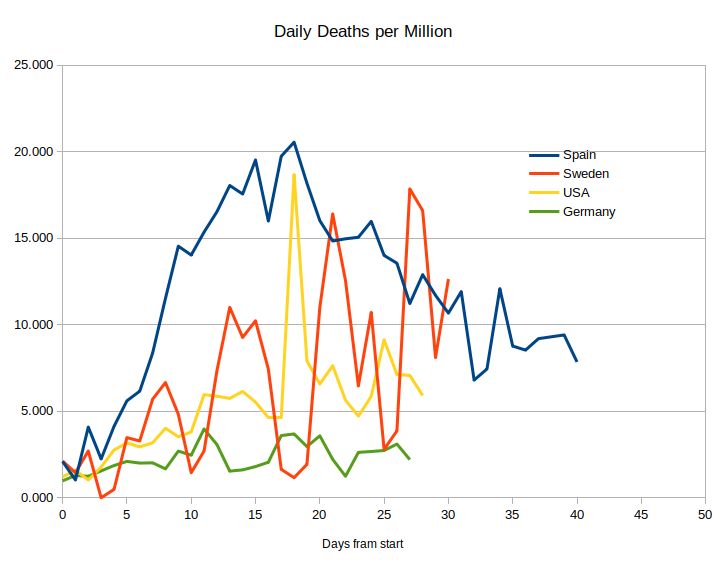 Daily Deaths per Million
25.000
20.000
15.000
10.000
5.000
0.000
0 5 10 15 20 25 30 35 40 45 50
Days fram start
Spain
Sweden
USA
Germany